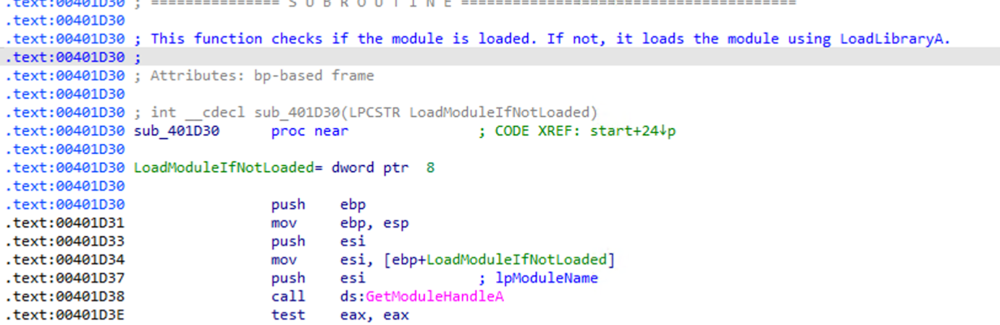 .text:00401D30 ; =============== S U B R O U T I N E =======================================
.text:00401D30
.text:00401D30 ; This function checks if the module is loaded. If not, it loads the module using LoadLibraryA.
.text:00401D30 ;
.text:00401D30 ; Attributes: bp-based frame
.text:00401D30
.text:00401D30 ; int __cdecl sub_401D30(LPCSTR LoadModuleIfNotLoaded)
.text:00401D30 sub_401D30 proc near ; CODE XREF: start+24↓p
.text:00401D30
.text:00401D30 LoadModuleIfNotLoaded= dword ptr 8
.text:00401D30
.text:00401D30 push ebp
.text:00401D31 mov ebp, esp
.text:00401D33 push esi
.text:00401D34 mov esi, [ebp+LoadModuleIfNotLoaded]
.text:00401D37 push esi ; lpModuleName
.text:00401D38 call ds:GetModuleHandleA
.text:00401D3E test eax, eax